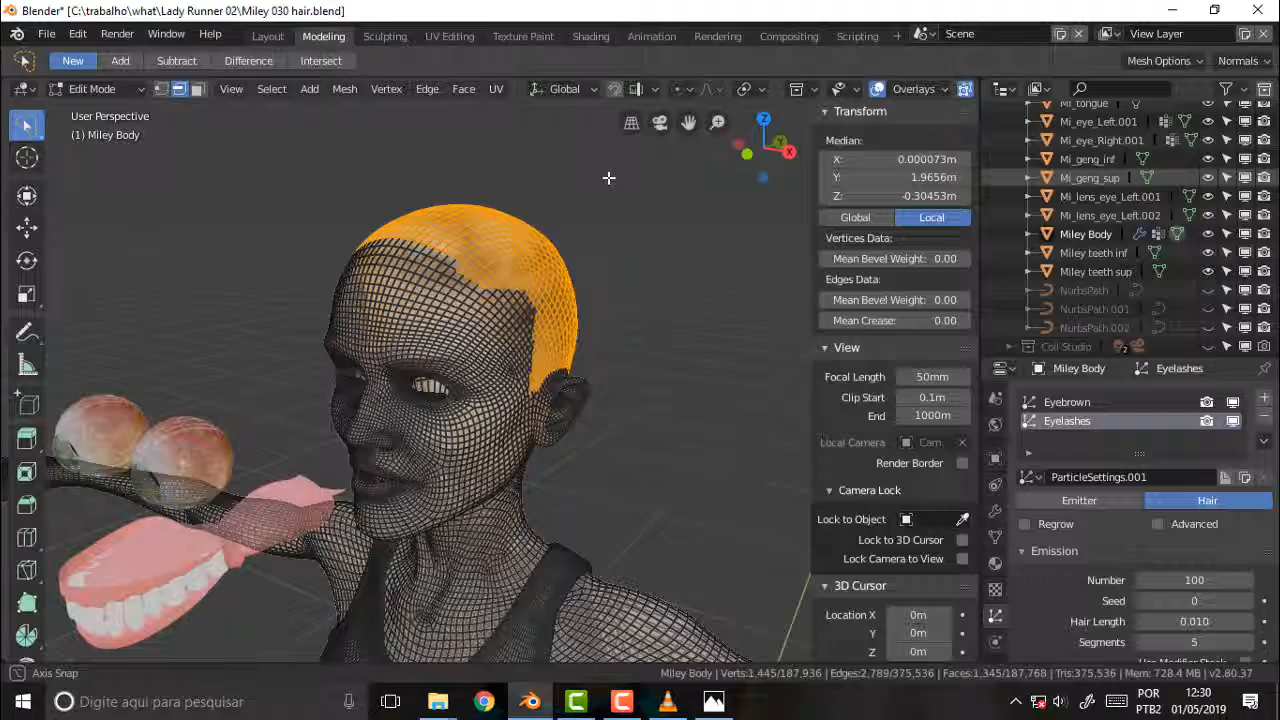 Blender* [C:\trabalho\what\Lady Runner 02\Miley 030 hair.blend]
File Edit Render Window Help Layout Modeling Sculpting UV Editing Texture Paint Shading Animation Rendering Compositing Scripting + Scene View Layer
New Add Subtract Difference Intersect Mesh Options Normals
Edit Mode View Select Add Mesh Vertex Edge Face UV Global Overlays
User Perspective
(1) Miley Body
Transform
Median:
X: 0.000073m
Y: 1.9656m
Z: -0.30453m
Global Local
Vertices Data:
Mean Bevel Weight: 0.00
Edges Data:
Mean Bevel Weight: 0.00
Mean Crease: 0.00
View
Focal Length 50mm
Clip Start 0.1m
End 1000m
Local Camera Cam.
Render Border
Camera Lock
Lock to Object
Lock to 3D Cursor
Lock Camera to View
3D Cursor
Location X 0m
Y 0m
Z 0m
Z
Y
X
Mi_tongue
Mi_eye_Left.001
Mi_eye_Right.001
Mi_geng_inf
Mi_geng_sup
Mi_lens_eye_Left.001
Mi_lens_eye_Left.002
Miley Body
Miley teeth inf
Miley teeth sup
NurbsPath
NurbsPath.001
NurbsPath.002
Coil Studio 2
Miley Body Eyelashes
Eyebrown
Eyelashes
ParticleSettings.001
Emitter Hair
Regrow Advanced
Emission
Number 100
Seed 0
Hair Length 0.010
Segments 5
Axis Snap
Miley Body | Verts:1,445/187,936 | Edges:2,789/375,536 | Faces:1,345/187,768 | Tris:375,536 | Mem: 728.4 MB | v2.80.37
Digite aqui para pesquisar
POR
PTB2
12:30
01/05/2019